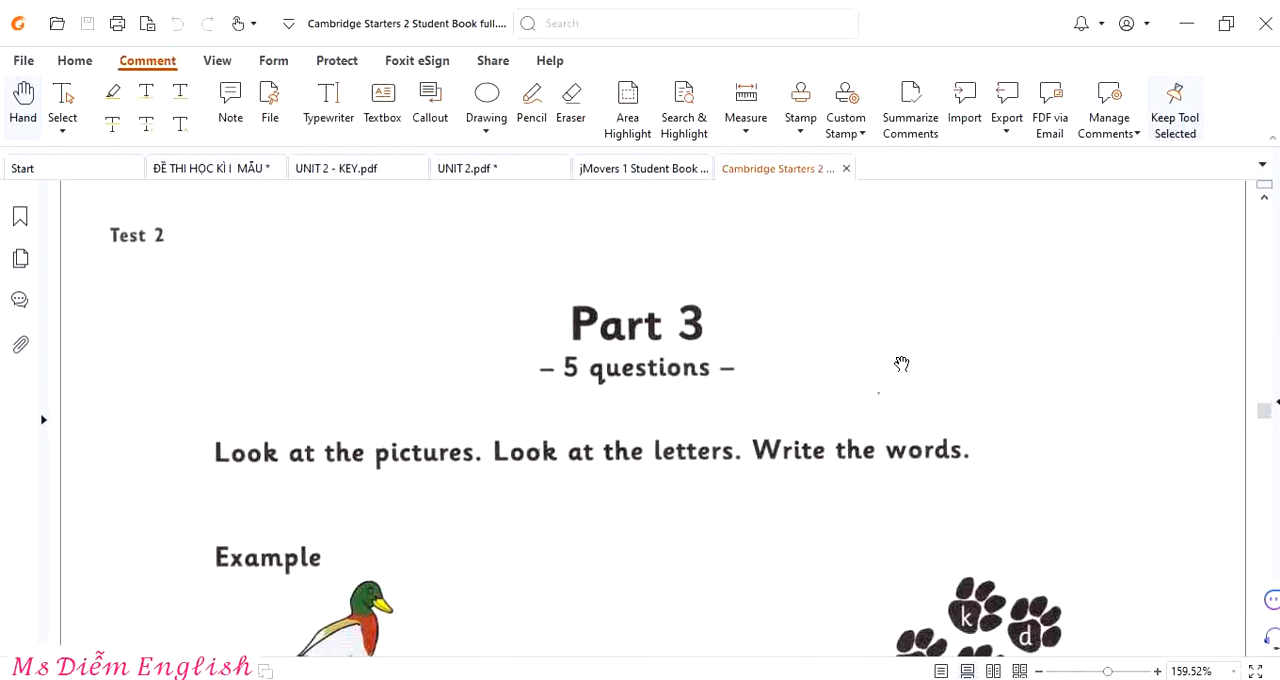 Cambridge Starters 2 Student Book full....
Search
File Home Comment View Form Protect Foxit eSign Share Help
Hand
Select
Note
File
Typewriter
Textbox
Callout
Drawing
Pencil
Eraser
Area Highlight
Search & Highlight
Measure
Stamp
Custom Stamp
Summarize Comments
Import
Export
FDF via Email
Manage Comments
Keep Tool Selected
Start
ĐỀ THI HỌC KÌ I MẪU *
UNIT 2 - KEY.pdf
UNIT 2.pdf *
jMovers 1 Student Book ...
Cambridge Starters 2 ...
Test 2
Part 3
– 5 questions –
Look at the pictures. Look at the letters. Write the words.
Example
k
d
Ms Diễm English
159.52%